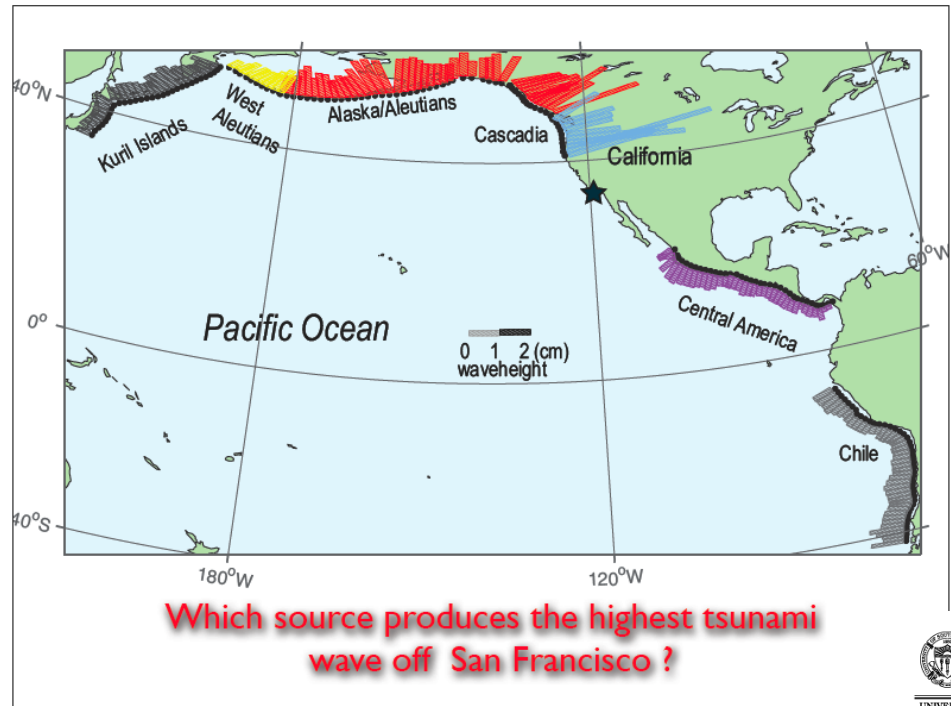 40°N
Kuril Islands
West
Aleutians
Alaska/Aleutians
Cascadia
California
60°W
Central America
0°
Pacific Ocean
0 1 2 (cm)
waveheight
Chile
40°S
180°W
120°W
Which source produces the highest tsunami
wave off San Francisco ?